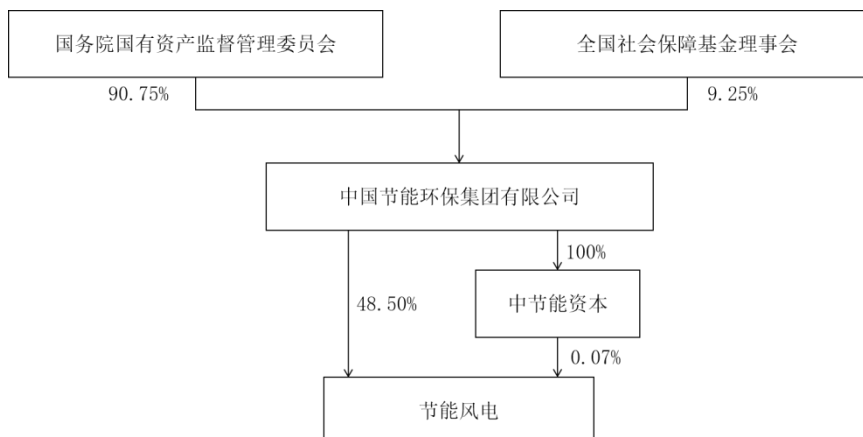 国务院国有资产监督管理委员会
全国社会保障基金理事会
90.75%
9.25%
中国节能环保集团有限公司
100%
48.50%
中节能资本
0.07%
节能风电